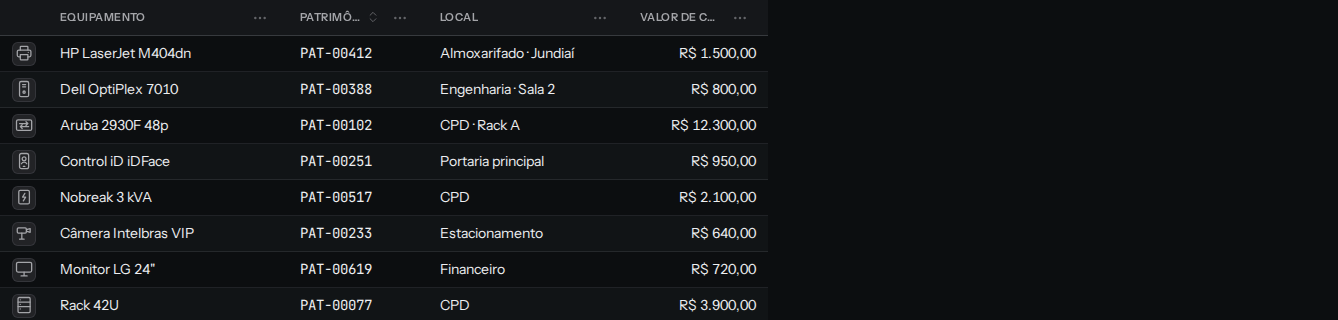 EQUIPAMENTO ··· PATRIMÔ... ··· LOCAL ··· VALOR DE C... ···
HP LaserJet M404dn PAT-00412 Almoxarifado · Jundiaí R$ 1.500,00
Dell OptiPlex 7010 PAT-00388 Engenharia · Sala 2 R$ 800,00
Aruba 2930F 48p PAT-00102 CPD · Rack A R$ 12.300,00
Control iD iDFace PAT-00251 Portaria principal R$ 950,00
Nobreak 3 kVA PAT-00517 CPD R$ 2.100,00
Câmera Intelbras VIP PAT-00233 Estacionamento R$ 640,00
Monitor LG 24" PAT-00619 Financeiro R$ 720,00
Rack 42U PAT-00077 CPD R$ 3.900,00